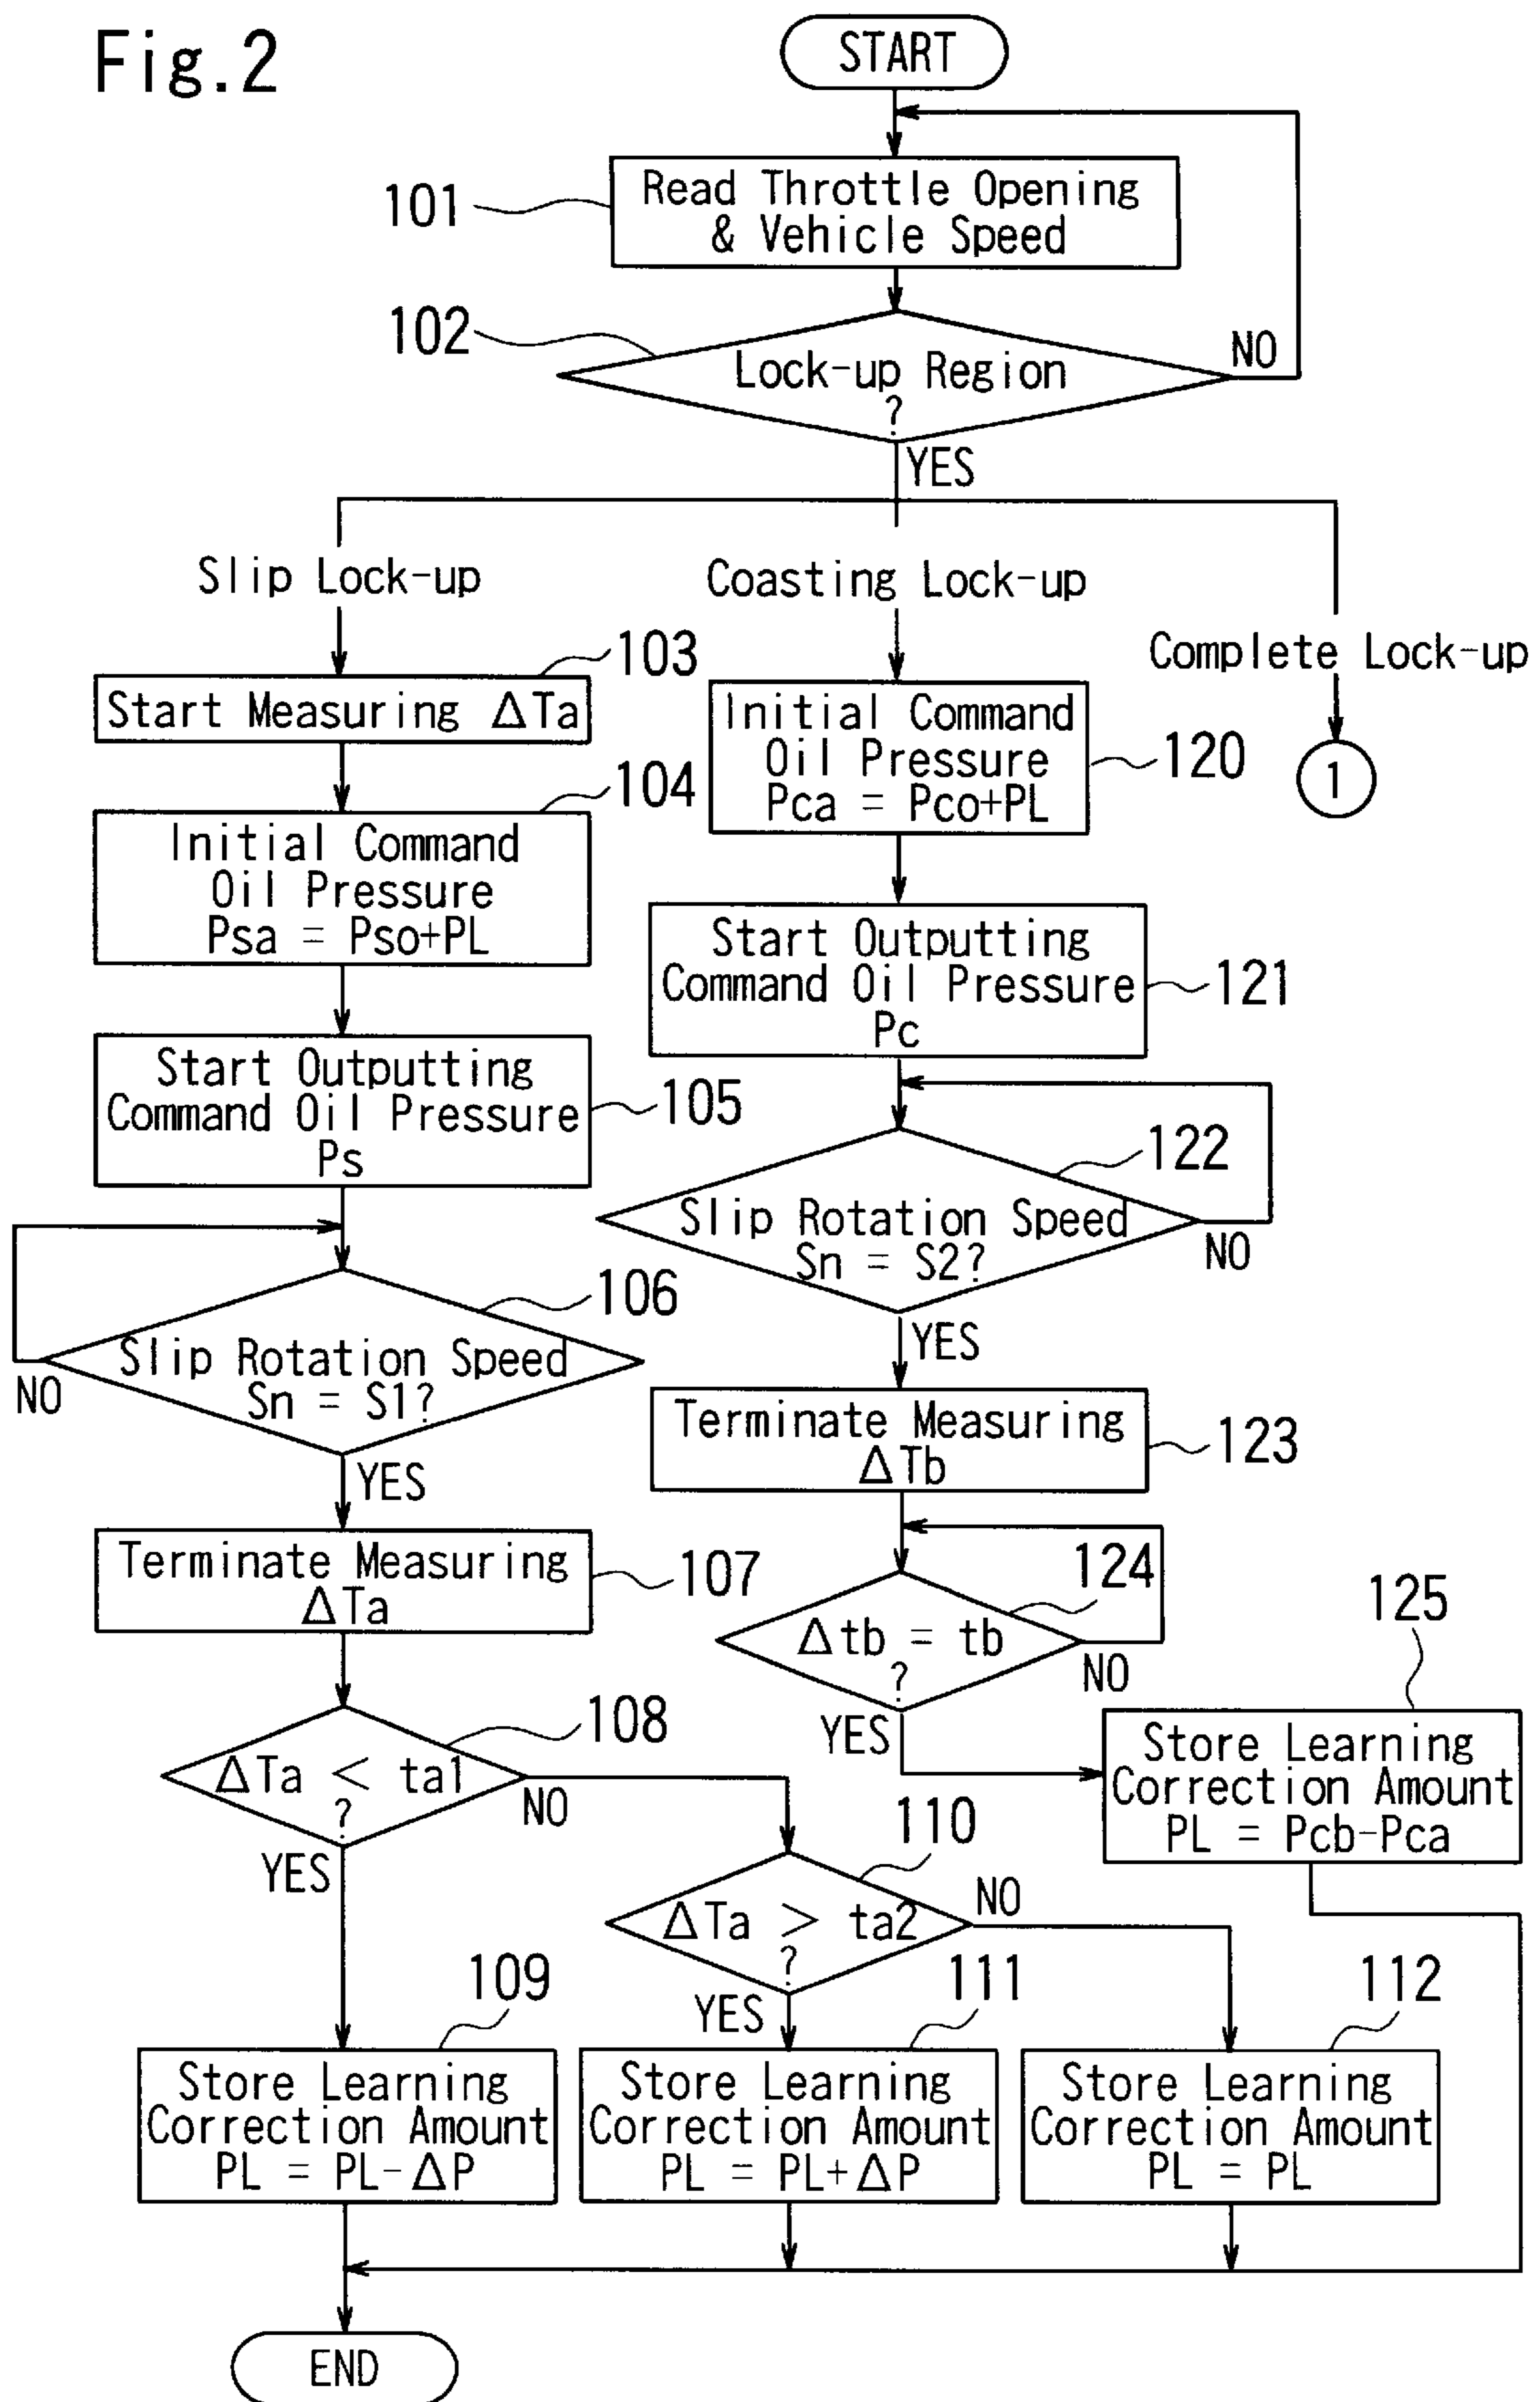 Fig.2
START
101
Read Throttle Opening
& Vehicle Speed
102
Lock-up Region
?
NO
YES
Slip Lock-up
Coasting Lock-up
Complete Lock-up
1
103
Start Measuring ΔTa
104
Initial Command
Oil Pressure
Psa = Pso+PL
105
Start Outputting
Command Oil Pressure
Ps
106
Slip Rotation Speed
Sn = S1?
NO
YES
107
Terminate Measuring
ΔTa
108
ΔTa < ta1
?
NO
YES
109
Store Learning
Correction Amount
PL = PL-ΔP
110
ΔTa > ta2
?
NO
YES
111
Store Learning
Correction Amount
PL = PL+ΔP
112
Store Learning
Correction Amount
PL = PL
120
Initial Command
Oil Pressure
Pca = Pco+PL
121
Start Outputting
Command Oil Pressure
Pc
122
Slip Rotation Speed
Sn = S2?
NO
YES
123
Terminate Measuring
ΔTb
124
Δtb = tb
?
NO
YES
125
Store Learning
Correction Amount
PL = Pcb-Pca
END